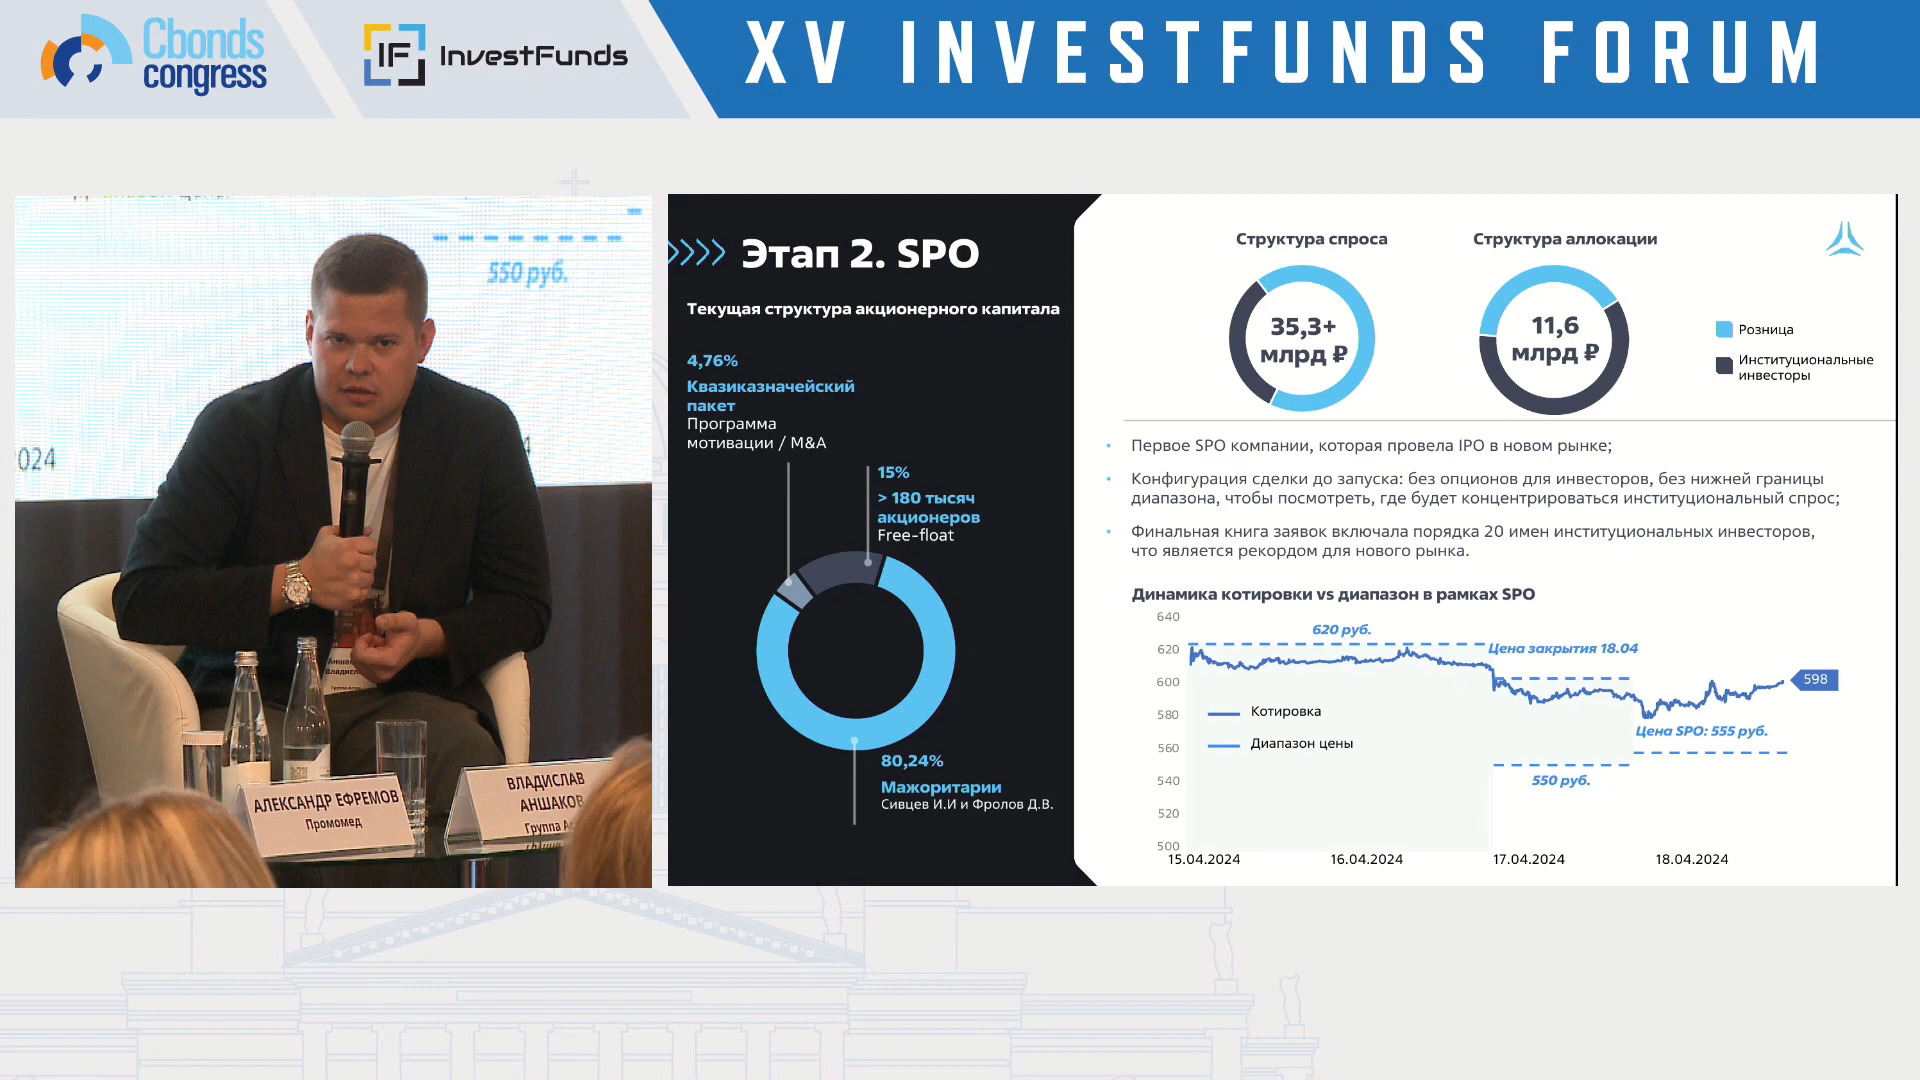 Cbonds
congress
IF InvestFunds
XV INVESTFUNDS FORUM
550 руб.
024
4
Аншак
Владисла
АЛЕКСАНДР ЕФРЕМОВ
Промомед
ВЛАДИСЛАВ
АНШАКОВ
Группа Ас
Этап 2. SPO
Текущая структура акционерного капитала
4,76%
Квазиказначейский
пакет
Программа
мотивации / M&A
15%
> 180 тысяч
акционеров
Free-float
80,24%
Мажоритарии
Сивцев И.И и Фролов Д.В.
Структура спроса
35,3+
млрд ₽
Структура аллокации
11,6
млрд ₽
Розница
Институциональные
инвесторы
• Первое SPO компании, которая провела IPO в новом рынке;
• Конфигурация сделки до запуска: без опционов для инвесторов, без нижней границы
диапазона, чтобы посмотреть, где будет концентрироваться институциональный спрос;
• Финальная книга заявок включала порядка 20 имен институциональных инвесторов,
что является рекордом для нового рынка.
Динамика котировки vs диапазон в рамках SPO
640
620
600
580
560
540
520
500
620 руб.
Цена закрытия 18.04
598
Котировка
Диапазон цены
Цена SPO: 555 руб.
550 руб.
15.04.2024
16.04.2024
17.04.2024
18.04.2024